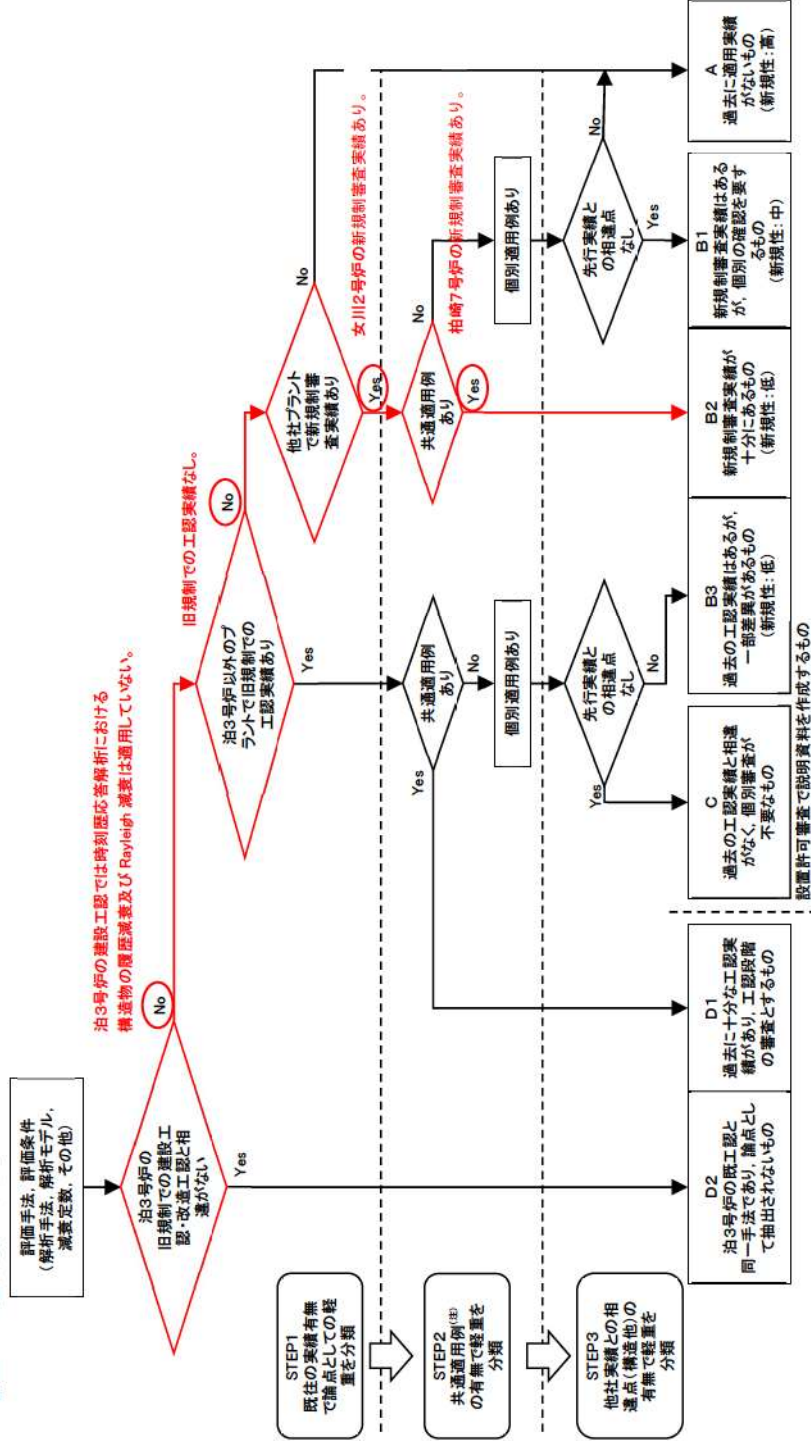 評価手法，評価条件
（解析手法，解析モデル，
減衰定数，その他）
泊3号炉の建設工認では時刻歴応答解析における
構造物の履歴減衰及び Rayleigh 減衰は適用していない。
泊3号炉の
旧規制での建設工
認・改造工認と相
違がない
No
Yes
旧規制での工認実績なし。
泊3号炉以外のプ
ラントで旧規制での
工認実績あり
No
Yes
他社プラント
で新規制審
査実績あり
No
Yes
女川2号炉の新規制審査実績あり。
STEP1
既往の実績有無
で論点としての軽
重を分類
STEP2
共通適用例(注)
の有無で軽重を
分類
共通適用例
あり
Yes
No
個別適用例あり
共通適用例
あり
No
Yes
柏崎7号炉の新規制審査実績あり。
個別適用例あり
STEP3
他社実績との相
違点（構造他）の
有無で軽重を
分類
先行実績と
の相違点
なし
Yes
No
先行実績と
の相違点
なし
No
Yes
D2
泊3号炉の既工認と
同一手法であり，論点とし
て抽出されないもの
D1
過去に十分な工認実
績があり，工認段階
の審査とするもの
C
過去の工認実績と相違
がなく，個別審査が
不要なもの
B3
過去の工認実績はあるが，
一部差異があるもの
（新規性：低）
B2
新規制審査実績が
十分にあるもの
（新規性：低）
B1
新規制審査実績はある
が，個別の確認を要す
るもの
（新規性：中）
A
過去に適用実績
がないもの
（新規性：高）
設置許可審査で説明資料を作成するもの